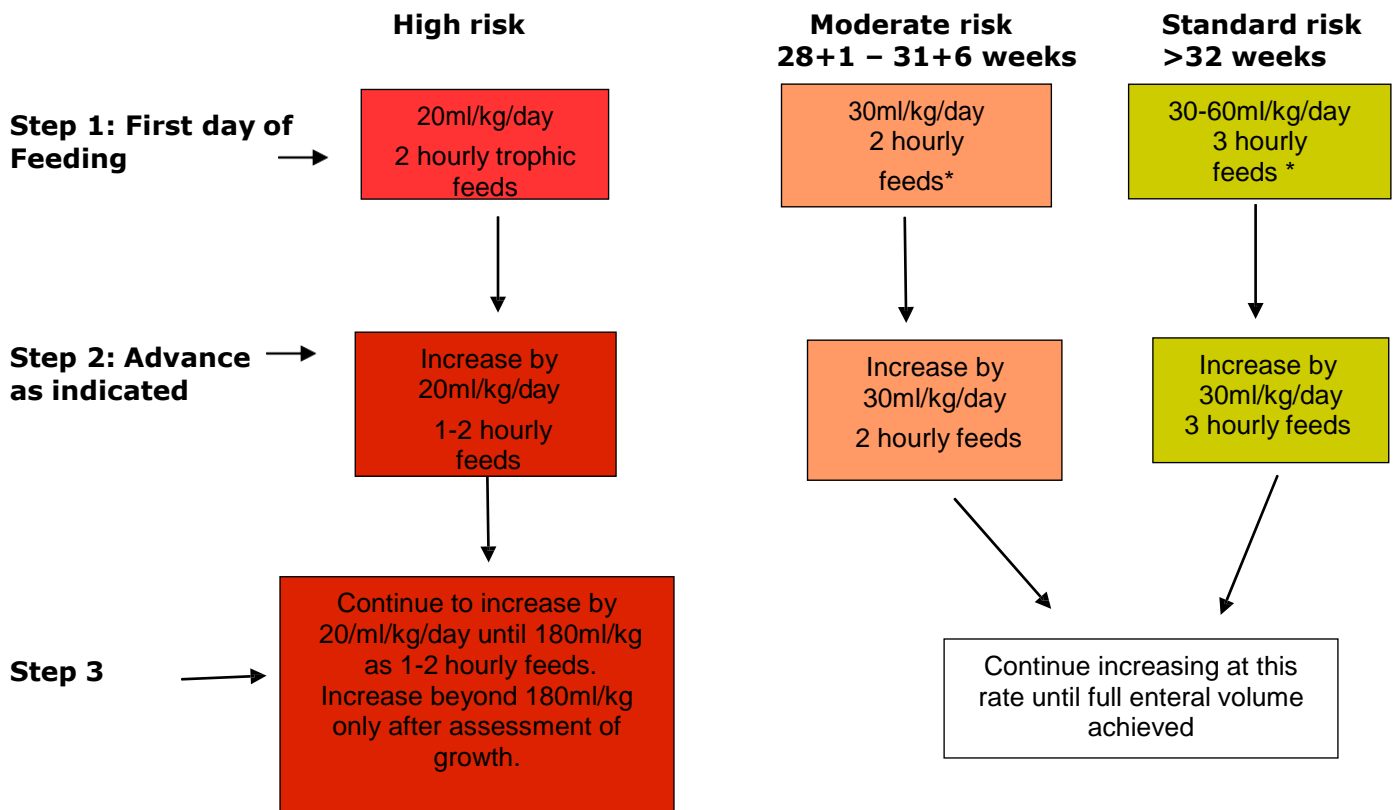 High risk
Moderate risk
28+1 – 31+6 weeks
Standard risk
>32 weeks
Step 1: First day of
Feeding
20ml/kg/day
2 hourly trophic
feeds
30ml/kg/day
2 hourly
feeds*
30-60ml/kg/day
3 hourly
feeds *
Step 2: Advance
as indicated
Increase by
20ml/kg/day
1-2 hourly
feeds
Increase by
30ml/kg/day
2 hourly feeds
Increase by
30ml/kg/day
3 hourly feeds
Step 3
Continue to increase by
20/ml/kg/day until 180ml/kg
as 1-2 hourly feeds.
Increase beyond 180ml/kg
only after assessment of
growth.
Continue increasing at this
rate until full enteral volume
achieved